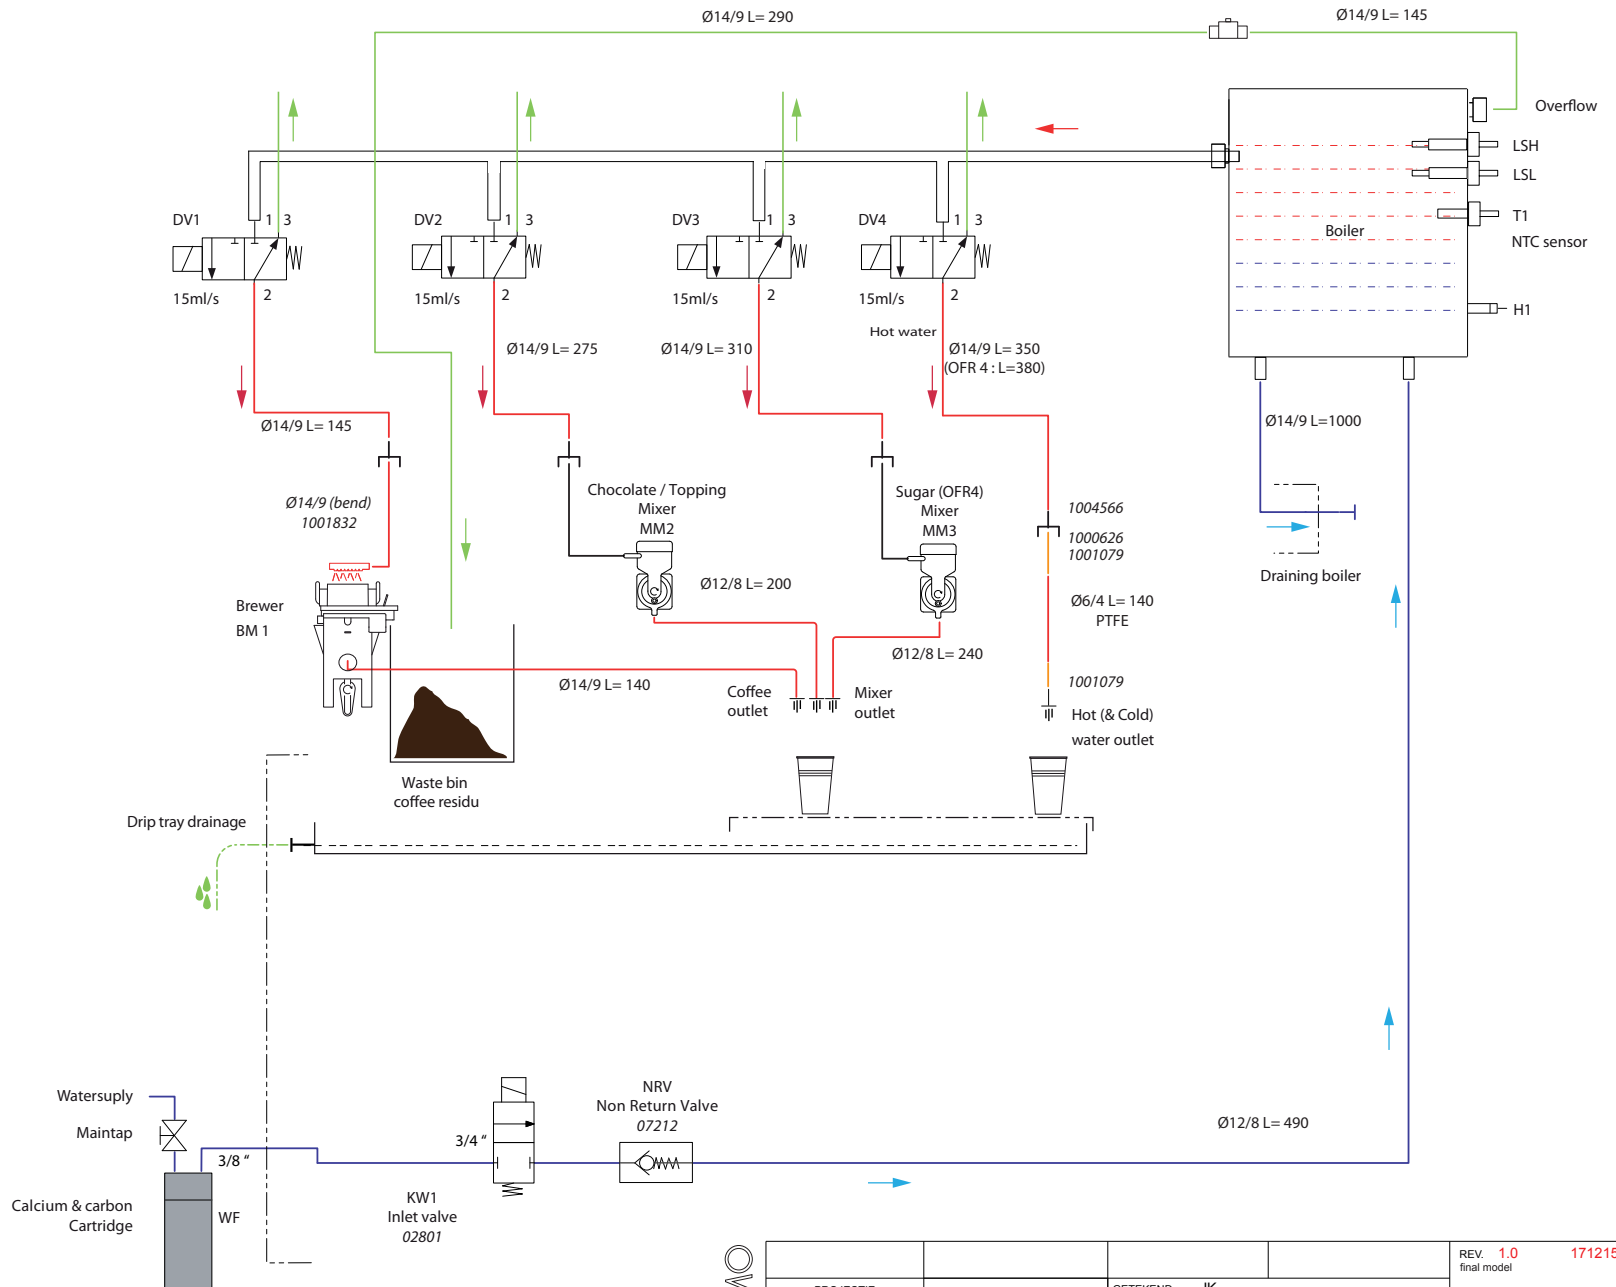 Ø14/9 L= 290
Ø14/9 L= 145
Overflow
LSH
LSL
T1
NTC sensor
Boiler
H1
DV1
1 3
2
15ml/s
DV2
1 3
2
15ml/s
DV3
1 3
2
15ml/s
DV4
1 3
2
15ml/s
Hot water
Ø14/9 L= 275
Ø14/9 L= 310
Ø14/9 L= 350
(OFR 4 : L=380)
Ø14/9 L= 145
Ø14/9 L=1000
Ø14/9 (bend)
1001832
Chocolate / Topping
Mixer
MM2
Sugar (OFR4)
Mixer
MM3
1004566
1000626
1001079
Draining boiler
Ø12/8 L= 200
Ø6/4 L= 140
PTFE
Brewer
BM 1
Ø12/8 L= 240
Ø14/9 L= 140
1001079
Coffee
outlet
Mixer
outlet
Hot (& Cold)
water outlet
Waste bin
coffee residu
Drip tray drainage
Watersuply
Maintap
3/8 “
Calcium & carbon
Cartridge
WF
3/4 “
KW1
Inlet valve
02801
NRV
Non Return Valve
07212
Ø12/8 L= 490
REV. 1.0 171215
final model